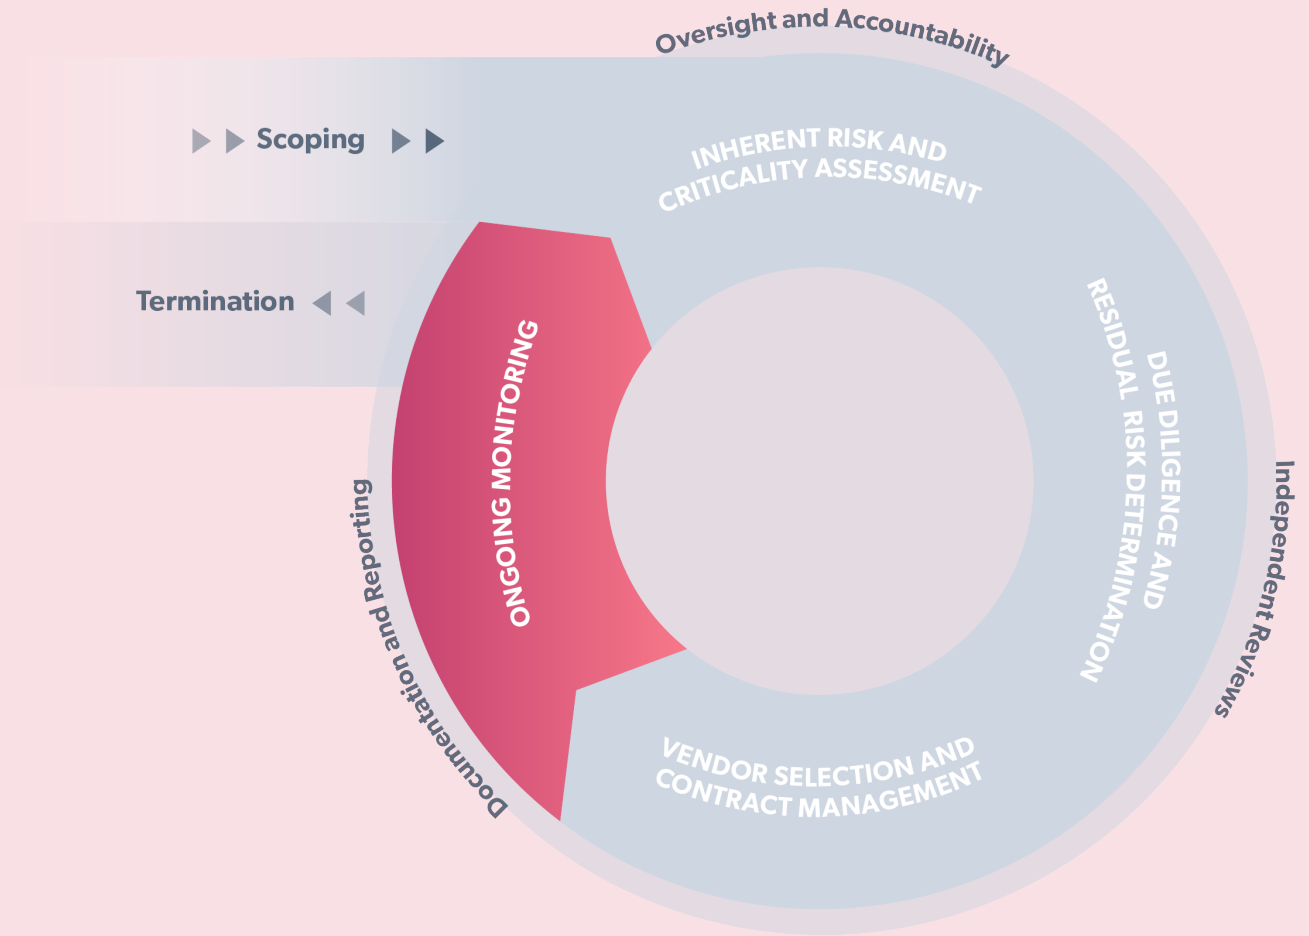 Oversight and Accountability
Scoping
INHERENT RISK AND
CRITICALITY ASSESSMENT
Termination
DUE DILIGENCE AND
RESIDUAL RISK DETERMINATION
Independent Reviews
VENDOR SELECTION AND
CONTRACT MANAGEMENT
ONGOING MONITORING
Documentation and Reporting